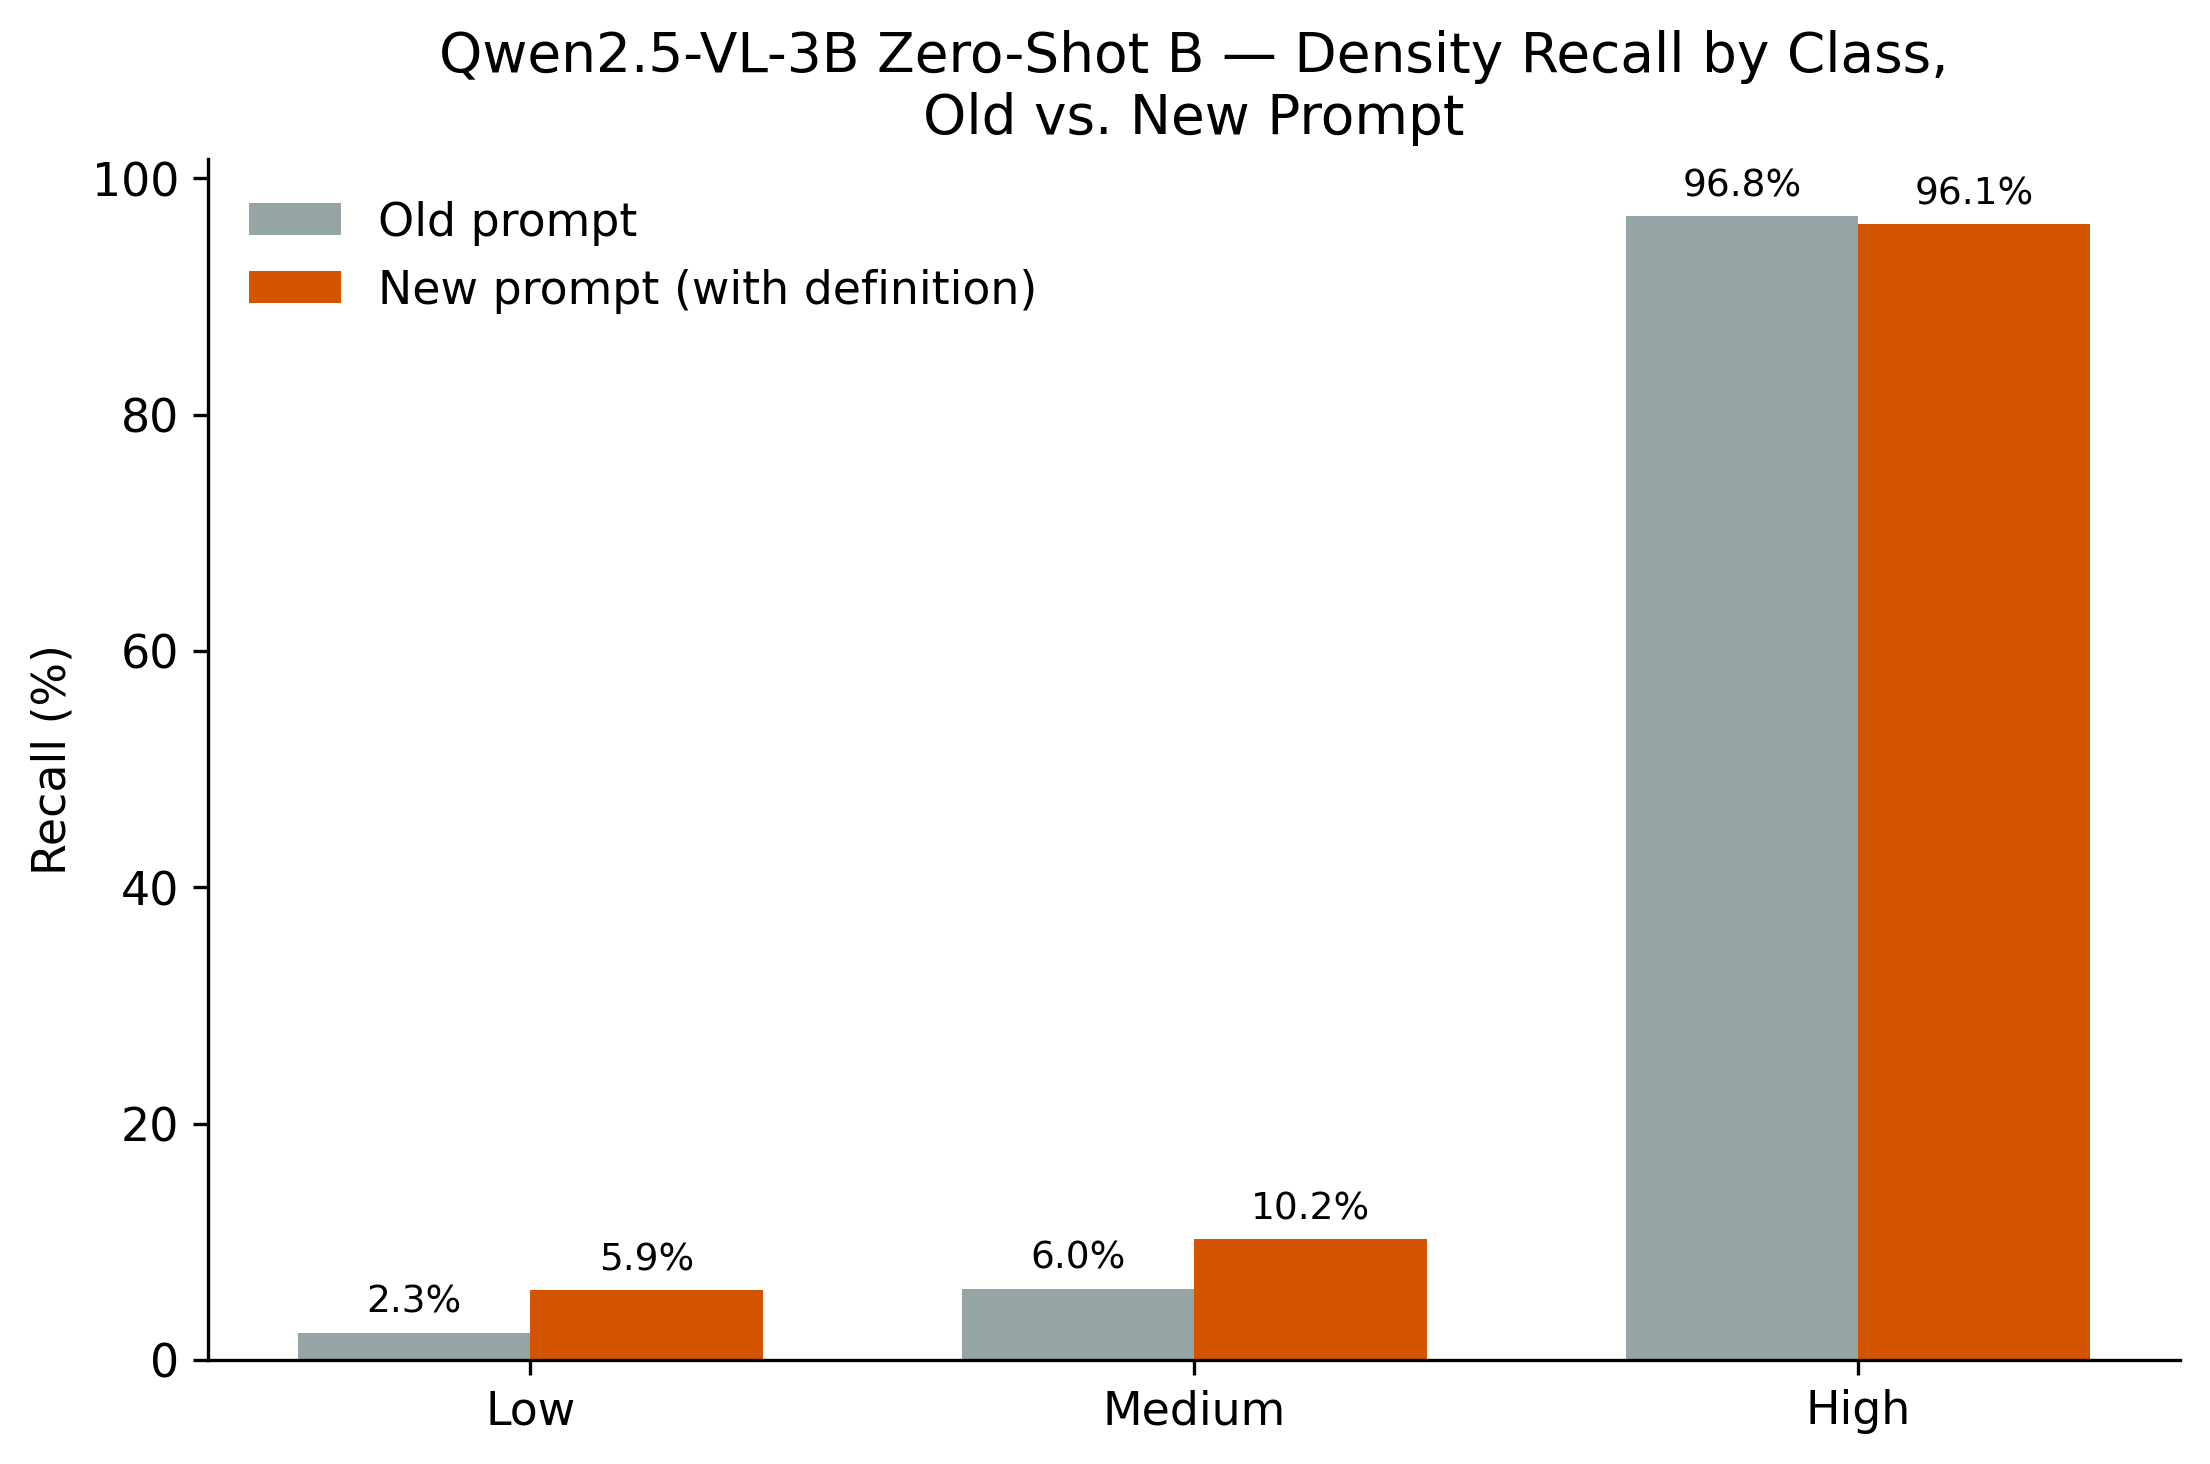 Qwen2.5-VL-3B Zero-Shot B — Density Recall by Class,
Old vs. New Prompt
Old prompt
New prompt (with definition)
Recall (%)
100
80
60
40
20
0
2.3%
5.9%
6.0%
10.2%
96.8%
96.1%
Low
Medium
High